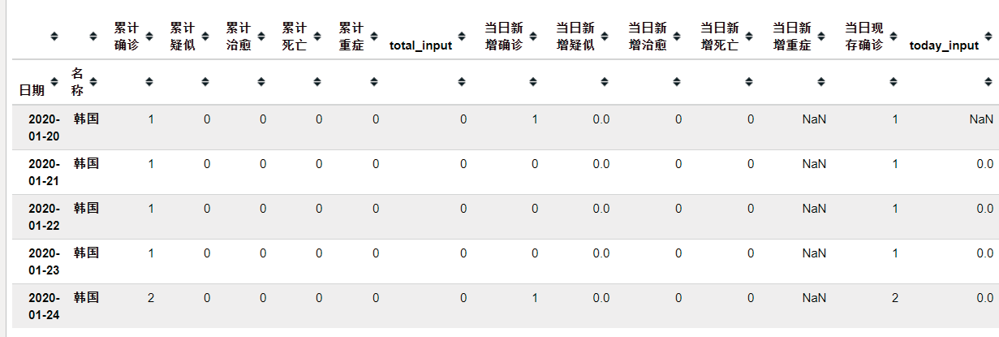 累计 累计 累计 累计 累计 当日新 当日新 当日新 当日新 当日新 当日现
确诊 疑似 治愈 死亡 重症 total_input 增确诊 增疑似 增治愈 增死亡 增重症 存确诊 today_input
名
日期 称
2020- 韩国 1 0 0 0 0 0 1 0.0 0 0 NaN 1 NaN
01-20
2020- 韩国 1 0 0 0 0 0 0 0.0 0 0 NaN 1 0.0
01-21
2020- 韩国 1 0 0 0 0 0 0 0.0 0 0 NaN 1 0.0
01-22
2020- 韩国 1 0 0 0 0 0 0 0.0 0 0 NaN 1 0.0
01-23
2020- 韩国 2 0 0 0 0 0 1 0.0 0 0 NaN 2 0.0
01-24